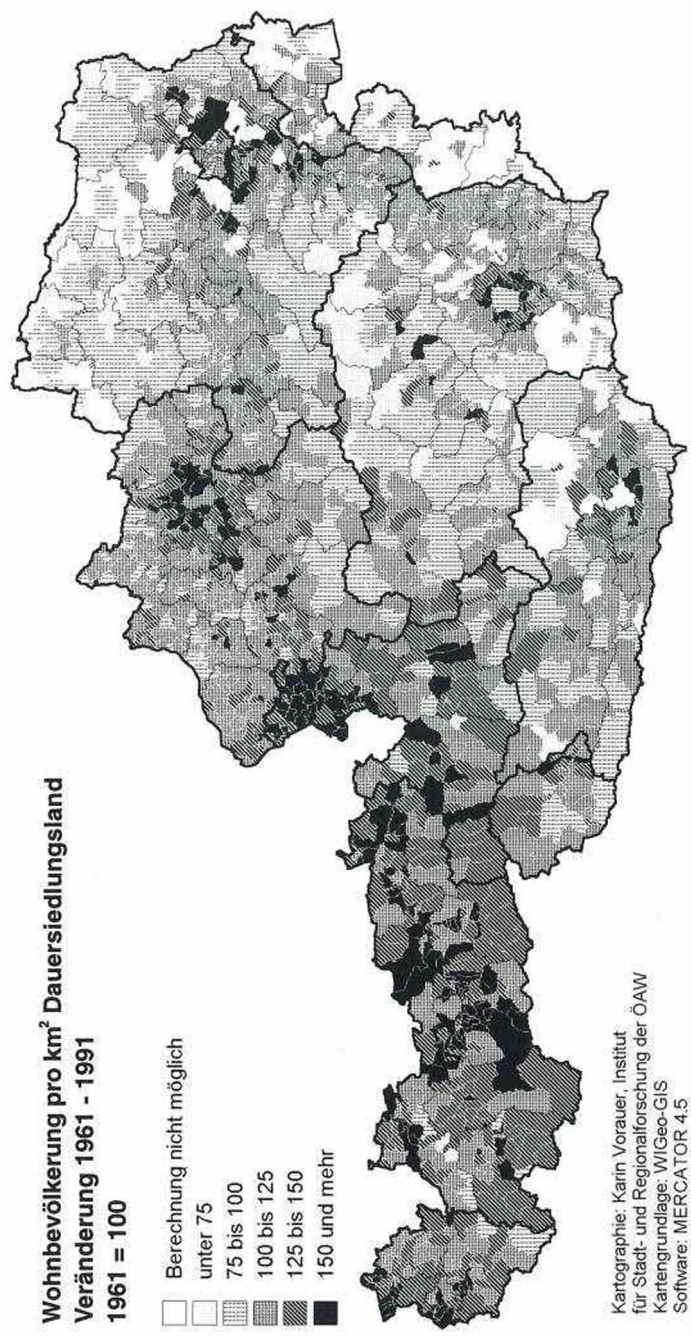 Wohnbevölkerung pro km² Dauersiedlungsland
Veränderung 1961 - 1991
1961 = 100
Berechnung nicht möglich
unter 75
75 bis 100
100 bis 125
125 bis 150
150 und mehr
Kartographie: Karin Vorauer, Institut
für Stadt- und Regionalforschung der ÖAW
Kartengrundlage: WIGeo-GIS
Software: MERCATOR 4.5